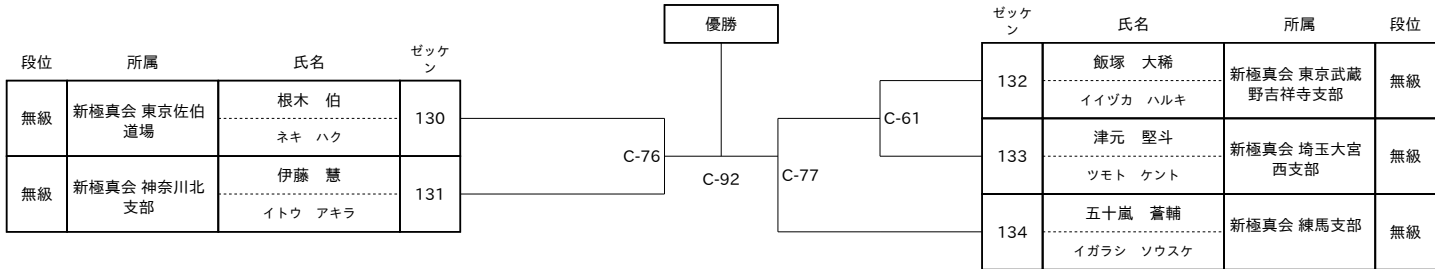 優勝
段位 所属 氏名 ゼッケ
ン
無級 新極真会 東京佐伯
道場 根木 伯
ネキ ハク 130
無級 新極真会 神奈川北
支部 伊藤 慧
イトウ アキラ 131
C-76
C-92
C-77
C-61
ゼッケ
ン 氏名 所属 段位
132 飯塚 大稀
イイヅカ ハルキ 新極真会 東京武蔵
野吉祥寺支部 無級
133 津元 堅斗
ツモト ケント 新極真会 埼玉大宮
西支部 無級
134 五十嵐 蒼輔
イガラシ ソウスケ 新極真会 練馬支部 無級